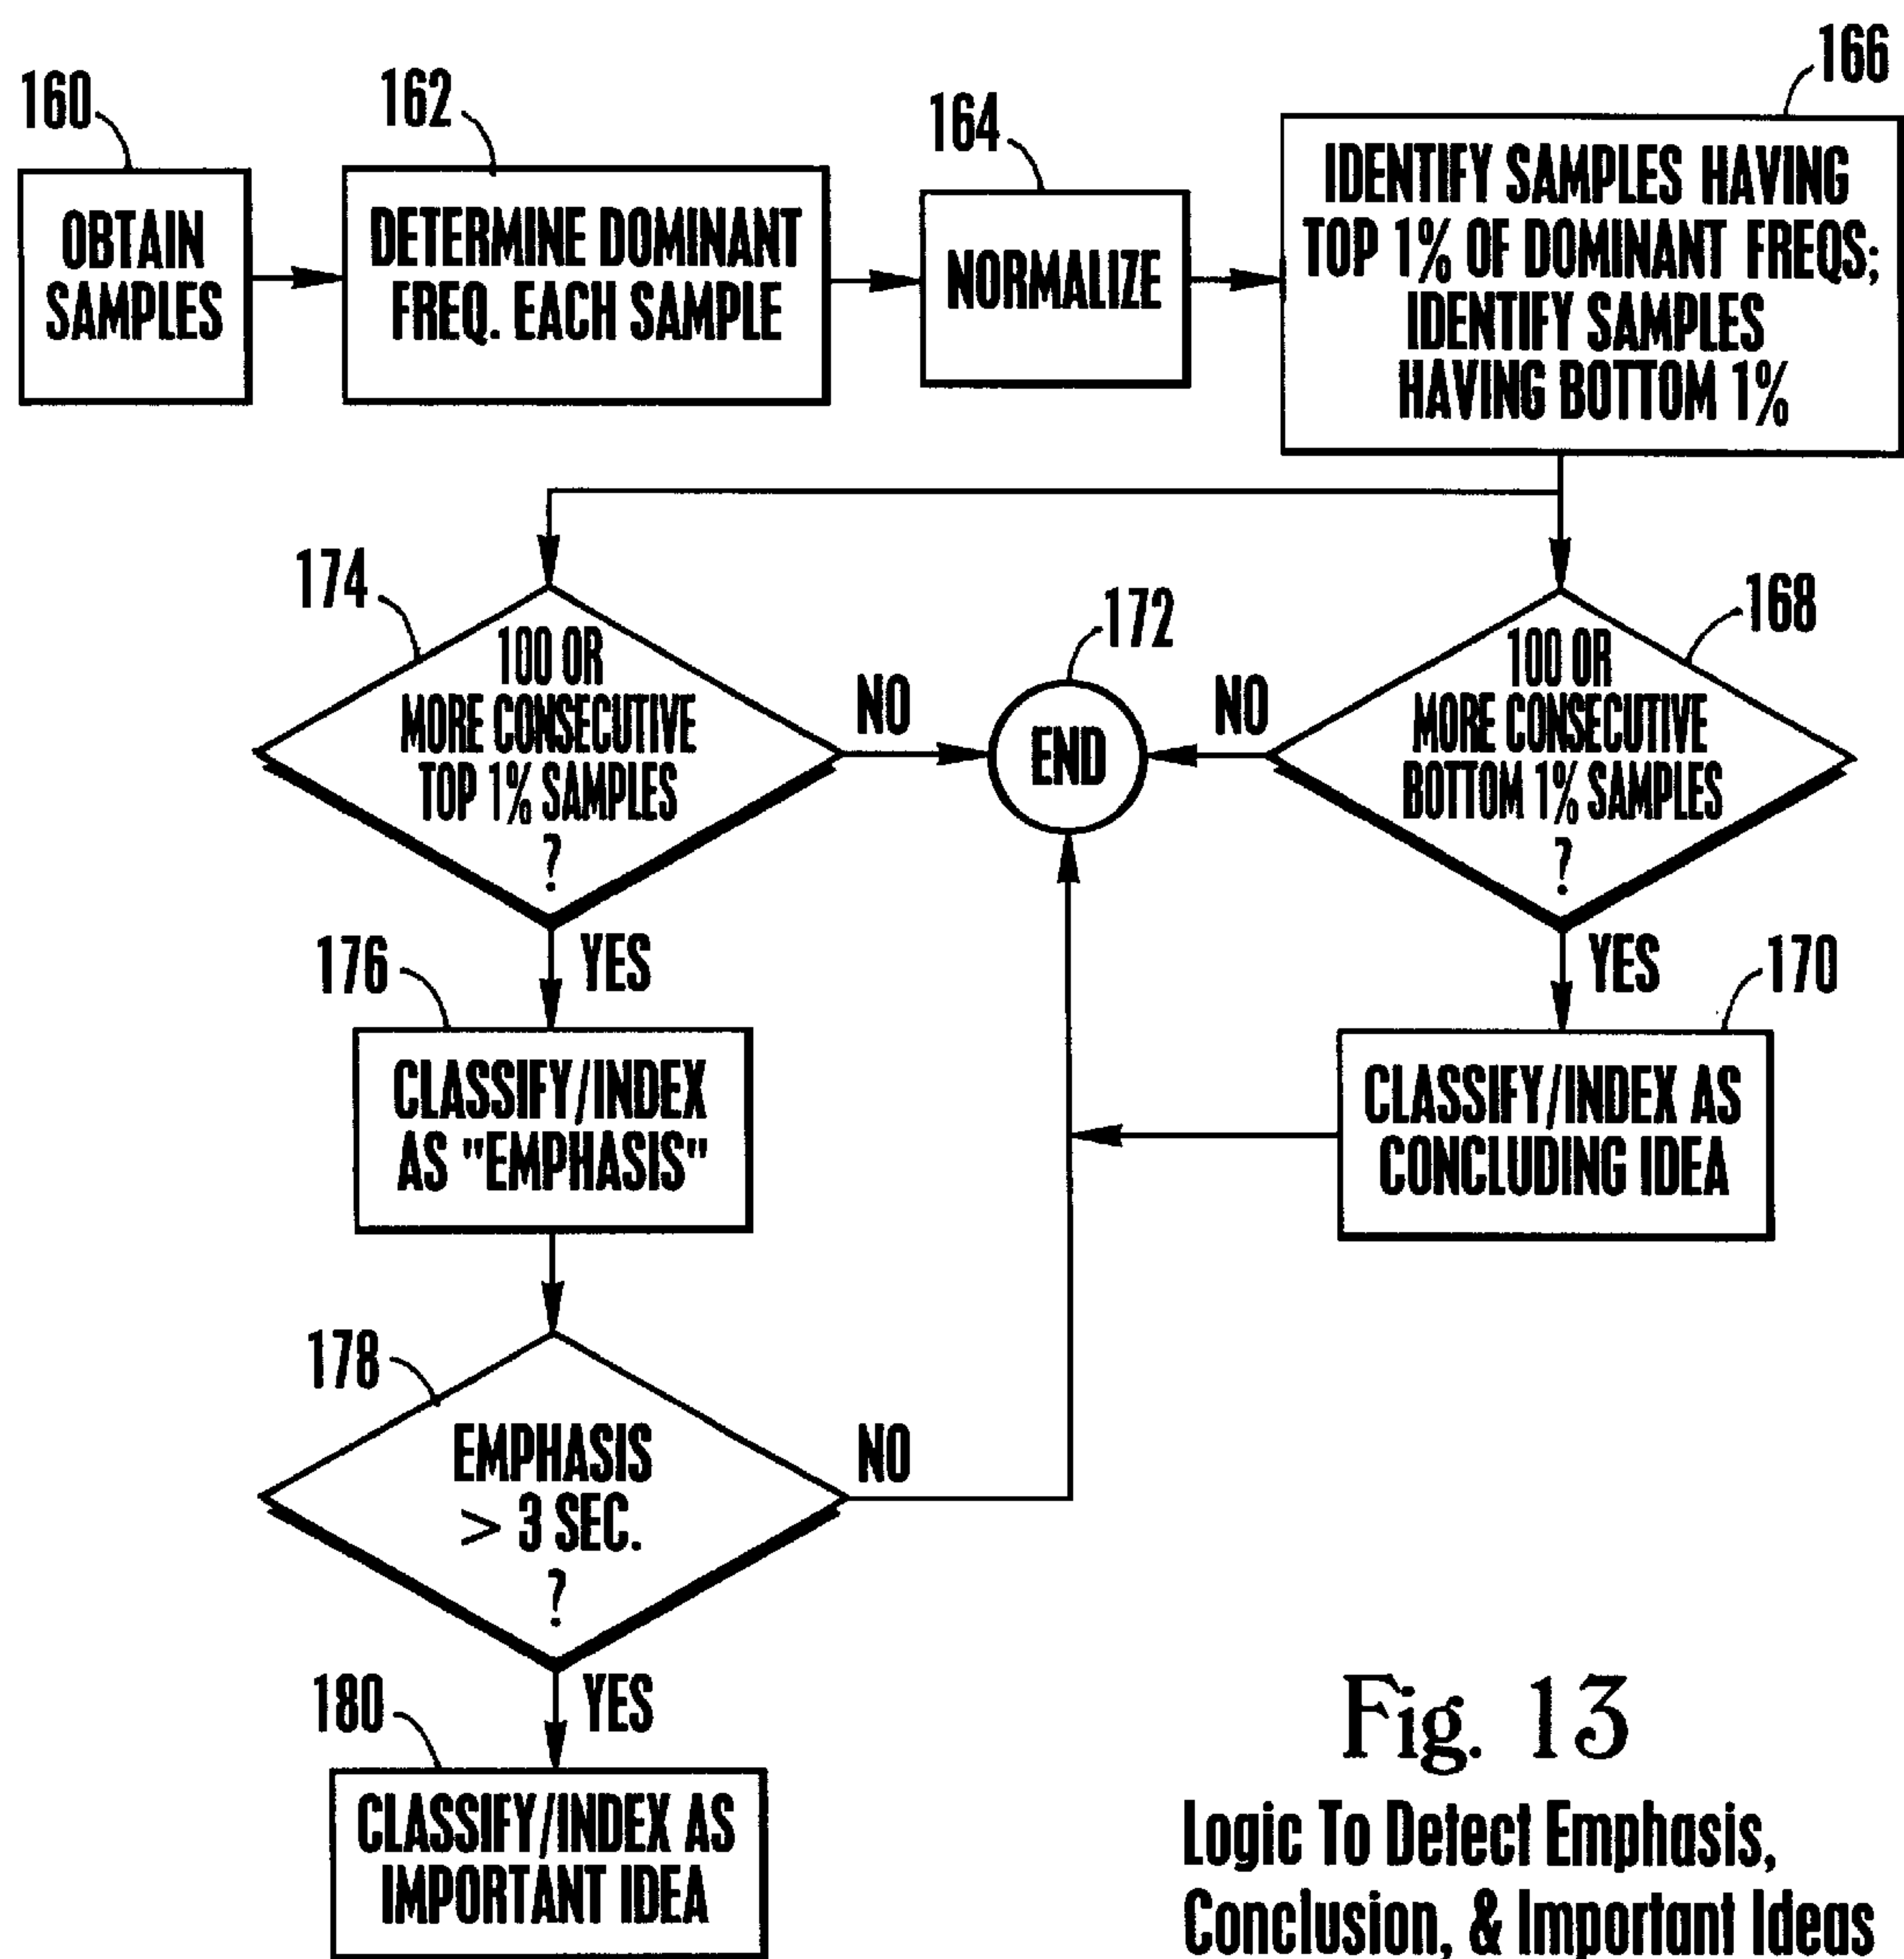 160
OBTAIN
SAMPLES
162
DETERMINE DOMINANT
FREQ. EACH SAMPLE
164
NORMALIZE
166
IDENTIFY SAMPLES HAVING
TOP 1% OF DOMINANT FREQS;
IDENTIFY SAMPLES
HAVING BOTTOM 1%
174
100 OR
MORE CONSECUTIVE
TOP 1% SAMPLES
?
NO
YES
172
END
168
100 OR
MORE CONSECUTIVE
BOTTOM 1% SAMPLES
?
NO
YES
176
CLASSIFY/INDEX
AS "EMPHASIS"
170
CLASSIFY/INDEX AS
CONCLUDING IDEA
178
EMPHASIS
> 3 SEC.
?
NO
YES
180
CLASSIFY/INDEX AS
IMPORTANT IDEA
Fig. 13
Logic To Detect Emphasis,
Conclusion, & Important Ideas